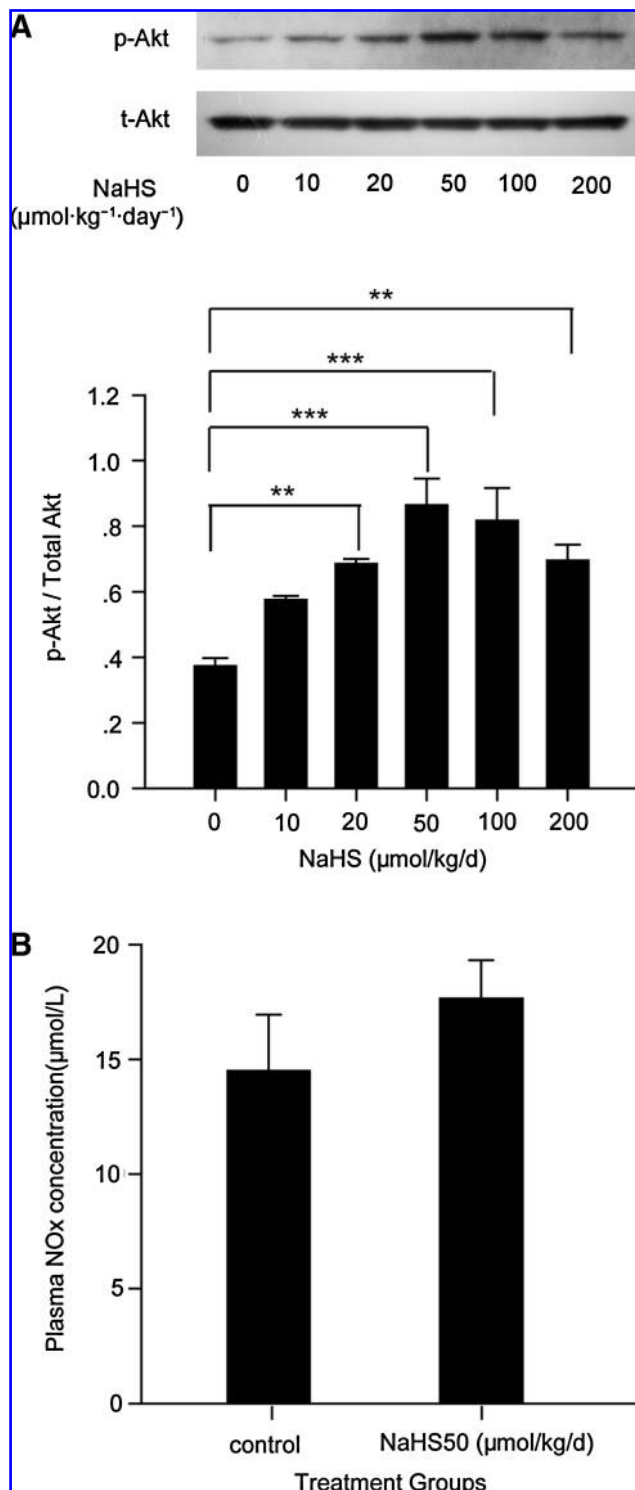 A
p-Akt
t-Akt
NaHS 0 10 20 50 100 200
(µmol·kg⁻¹·day⁻¹)
**
***
***
**
1.2
1.0
.8
.6
.4
.2
0.0
p-Akt / Total Akt
0 10 20 50 100 200
NaHS (µmol/kg/d)
B
20
15
10
5
0
Plasma NOx concentration(µmol/L)
control NaHS50 (µmol/kg/d)
Treatment Groups